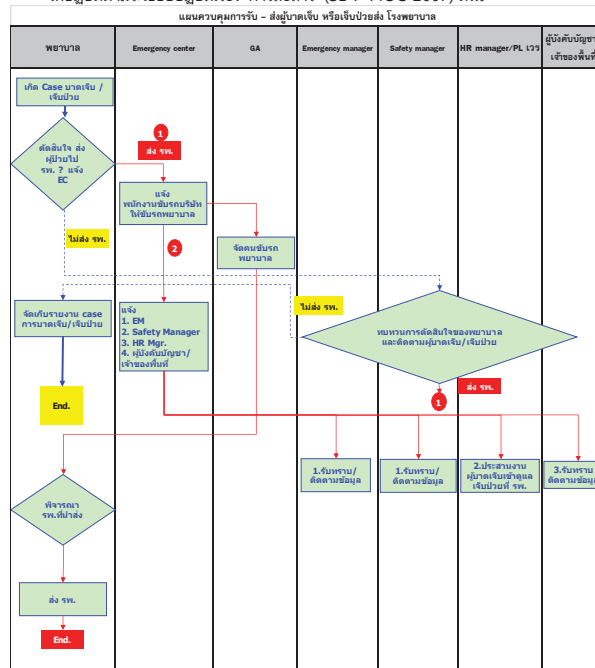 แผนควบคุมการรับ – ส่งผู้บาดเจ็บ หรือเจ็บป่วยส่ง โรงพยาบาล
พยาบาล
Emergency center
GA
Emergency manager
Safety manager
HR manager/PL เวร
ผู้บังคับบัญชา
เจ้าของพื้นที่
เกิด Case บาดเจ็บ /
เจ็บป่วย
ตัดสินใจ ส่ง
ผู้ป่วยไป
รพ. ? แจ้ง
EC
1
ส่ง รพ.
แจ้ง
พนักงานขับรถบริษัท
ให้ขับรถพยาบาล
ไม่ส่ง รพ.
2
จัดคนขับรถ
พยาบาล
จัดเก็บรายงาน case
การบาดเจ็บ/เจ็บป่วย
แจ้ง
1. EM
2. Safety Manager
3. HR Mgr.
4. ผู้บังคับบัญชา/
เจ้าของพื้นที่
ไม่ส่ง รพ.
ทบทวนการตัดสินใจของพยาบาล
และติดตามผู้บาดเจ็บ/เจ็บป่วย
ส่ง รพ.
1
End.
1.รับทราบ/
ติดตามข้อมูล
1.รับทราบ/
ติดตามข้อมูล
2.ประสานงาน
ผู้บาดเจ็บเข้าดูแล
เจ็บป่วยที่ รพ.
3.รับทราบ
ติดตามข้อมูล
พิจารณา
รพ.ที่นำส่ง
ส่ง รพ.
End.